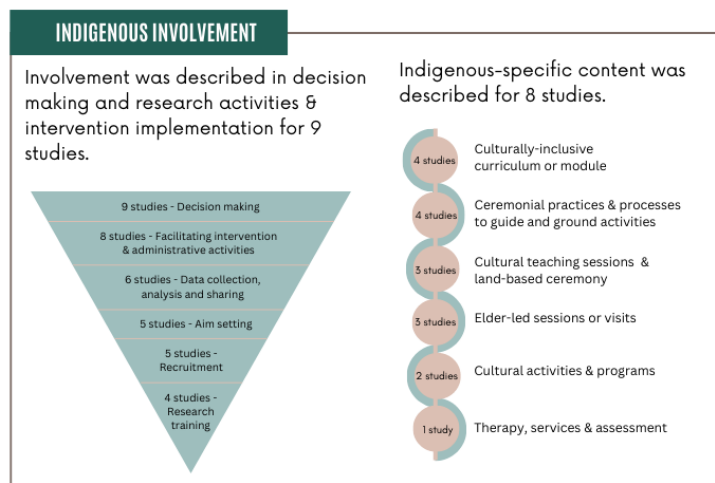 INDIGENOUS INVOLVEMENT
Involvement was described in decision
making and research activities &
intervention implementation for 9
studies.
9 studies - Decision making
8 studies - Facilitating intervention
& administrative activities
6 studies - Data collection,
analysis and sharing
5 studies - Aim setting
5 studies -
Recruitment
4 studies -
Research
training
Indigenous-specific content was
described for 8 studies.
4 studies
Culturally-inclusive
curriculum or module
4 studies
Ceremonial practices & processes
to guide and ground activities
3 studies
Cultural teaching sessions &
land-based ceremony
3 studies
Elder-led sessions or visits
2 studies
Cultural activities & programs
1 study
Therapy, services & assessment